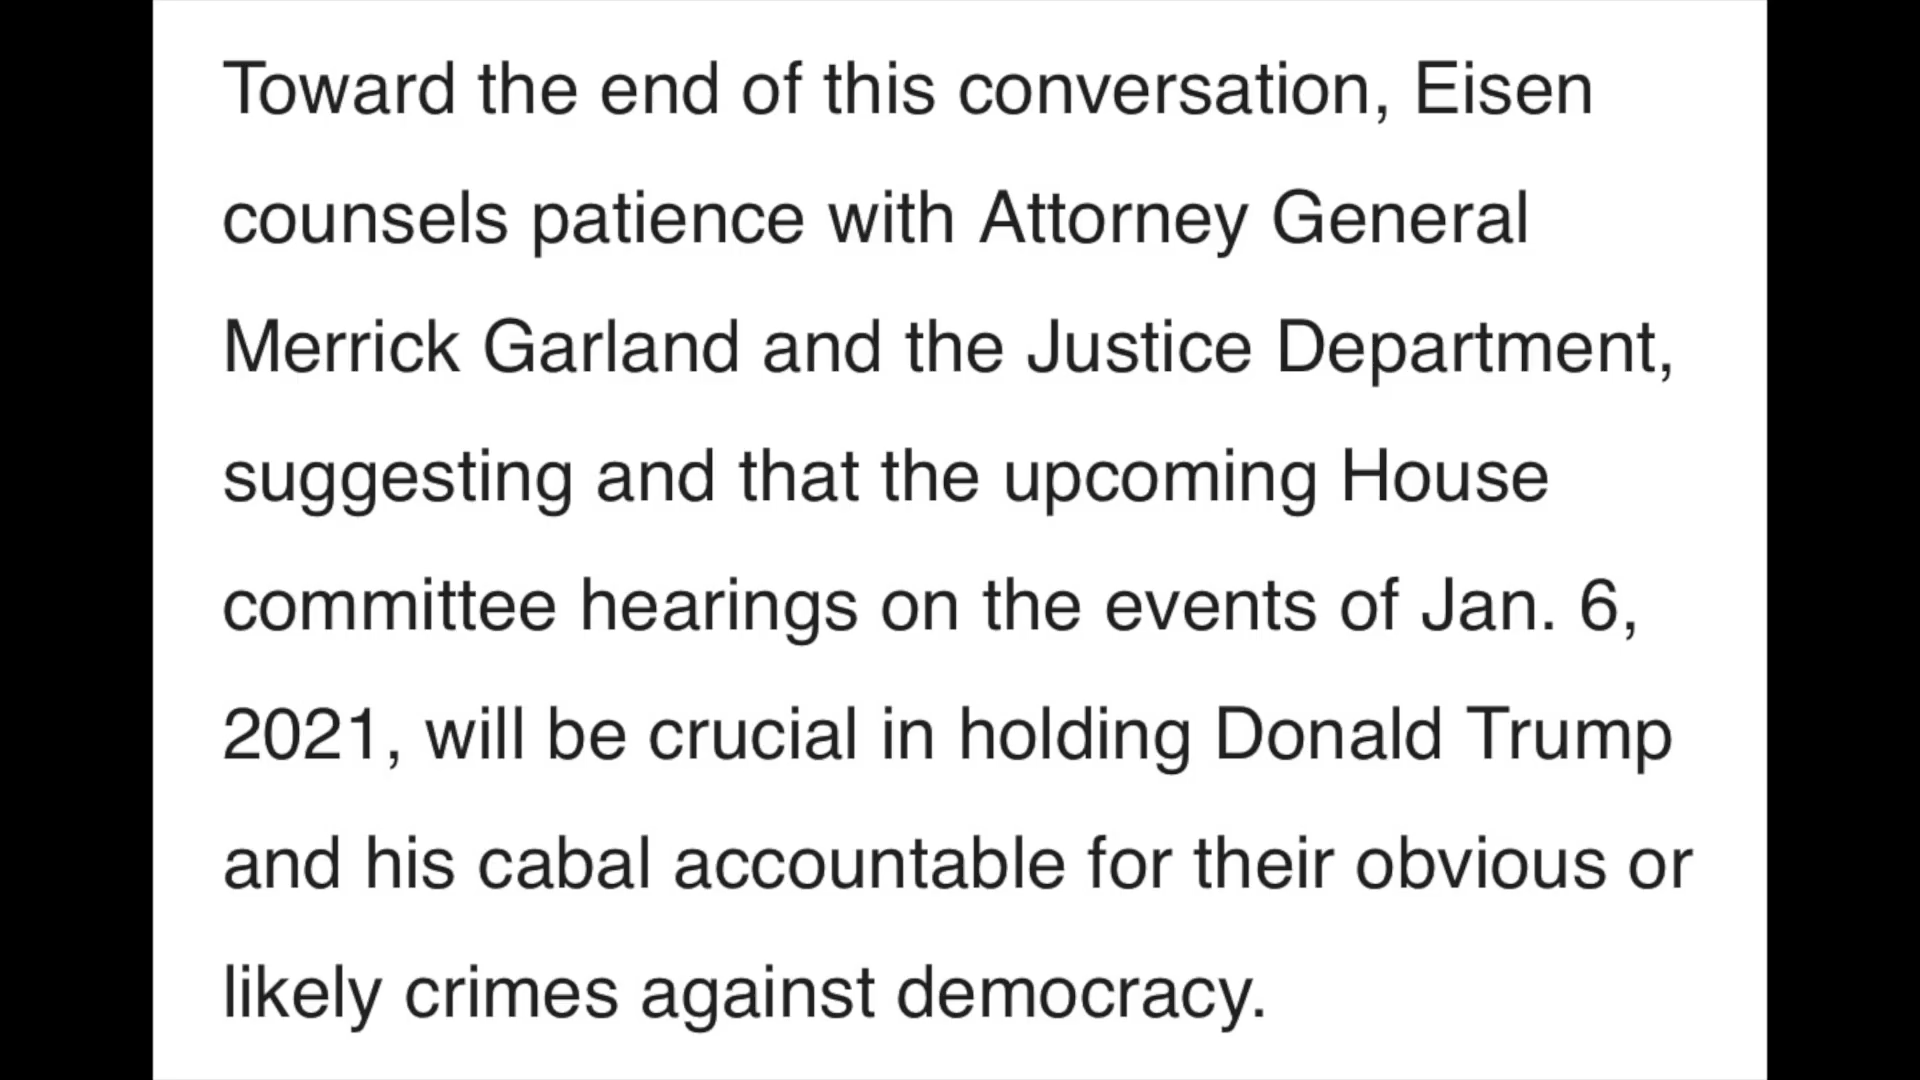 Toward the end of this conversation, Eisen
counsels patience with Attorney General
Merrick Garland and the Justice Department,
suggesting and that the upcoming House
committee hearings on the events of Jan. 6,
2021, will be crucial in holding Donald Trump
and his cabal accountable for their obvious or
likely crimes against democracy.